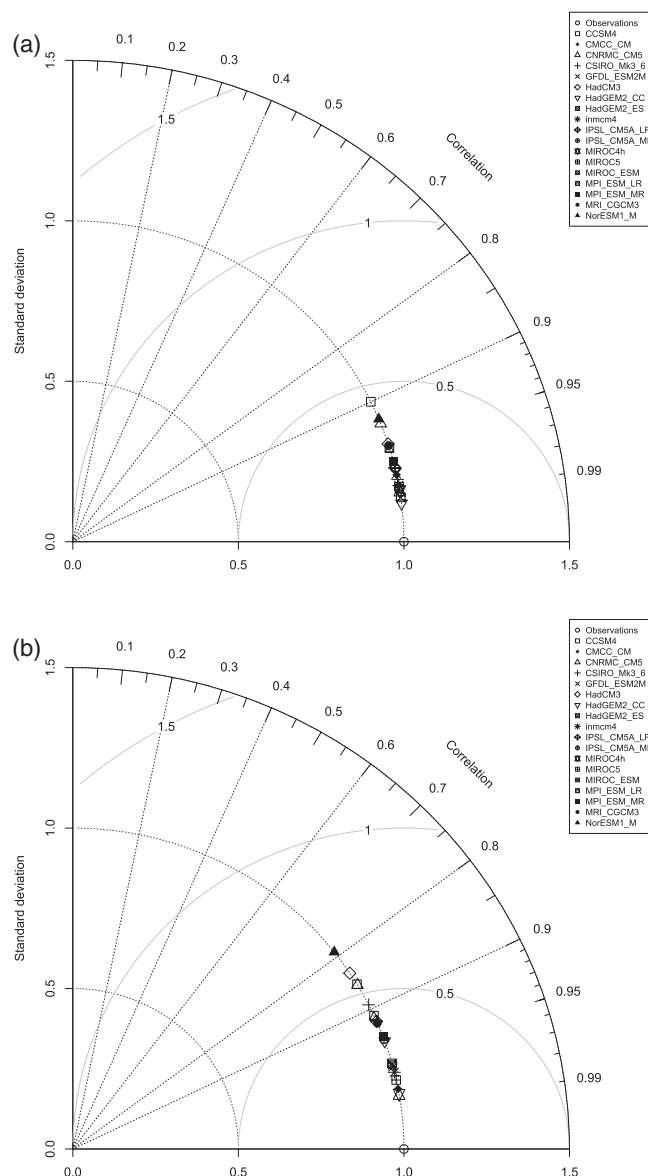 (a)
Standard deviation
0.0
0.5
1.0
1.5
0.0
0.5
1.0
1.5
0.1
0.2
0.3
0.4
0.5
0.6
0.7
0.8
0.9
0.95
0.99
Correlation
1.5
1
0.5
Observations
CCSM4
CMCC_CM
CNRMC_CM5
CSIRO_Mk3_6
GFDL_ESM2M
HadCM3
HadGEM2_CC
HadGEM2_ES
inmcm4
IPSL_CM5A_LR
IPSL_CM5A_MR
MIROC4h
MIROC5
MIROC_ESM
MPI_ESM_LR
MPI_ESM_MR
MRI_CGCM3
NorESM1_M
(b)
Standard deviation
0.0
0.5
1.0
1.5
0.0
0.5
1.0
1.5
0.1
0.2
0.3
0.4
0.5
0.6
0.7
0.8
0.9
0.95
0.99
Correlation
1.5
1
0.5
Observations
CCSM4
CMCC_CM
CNRMC_CM5
CSIRO_Mk3_6
GFDL_ESM2M
HadCM3
HadGEM2_CC
HadGEM2_ES
inmcm4
IPSL_CM5A_LR
IPSL_CM5A_MR
MIROC4h
MIROC5
MIROC_ESM
MPI_ESM_LR
MPI_ESM_MR
MRI_CGCM3
NorESM1_M